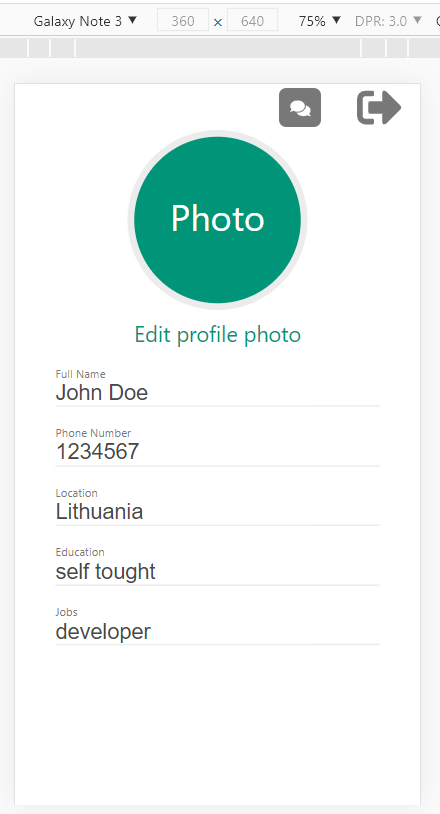 Galaxy Note 3 ▼ 360 × 640 75% ▼ DPR: 3.0 ▼
Photo
Edit profile photo
Full Name
John Doe
Phone Number
1234567
Location
Lithuania
Education
self tought
Jobs
developer